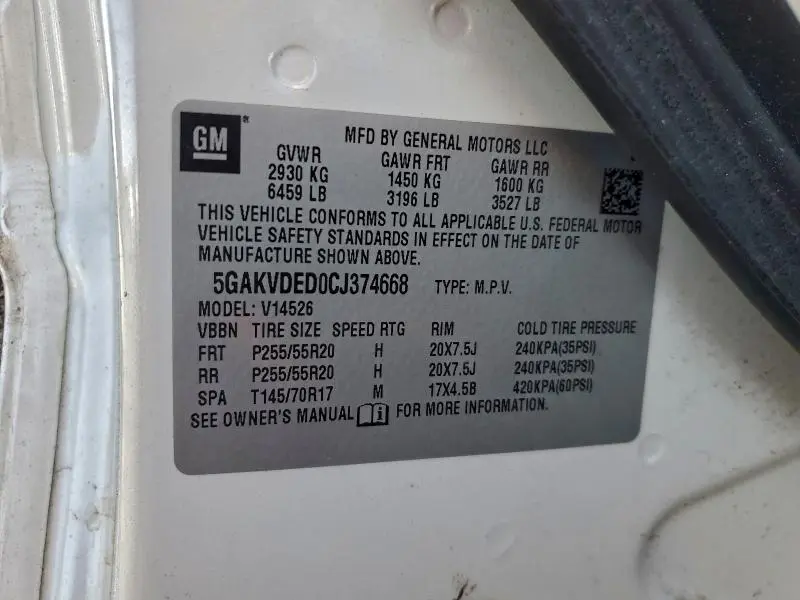 GM
MFD BY GENERAL MOTORS LLC
GVWR GAWR FRT GAWR RR
2930 KG 1450 KG 1600 KG
6459 LB 3196 LB 3527 LB
THIS VEHICLE CONFORMS TO ALL APPLICABLE U.S. FEDERAL MOTOR
VEHICLE SAFETY STANDARDS IN EFFECT ON THE DATE OF
MANUFACTURE SHOWN ABOVE.
5GAKVDED0CJ374668 TYPE: M.P.V.
MODEL: V14526
VBBN TIRE SIZE SPEED RTG RIM COLD TIRE PRESSURE
FRT P255/55R20 H 20X7.5J 240KPA(35PSI)
RR P255/55R20 H 20X7.5J 240KPA(35PSI)
SPA T145/70R17 M 17X4.5B 420KPA(60PSI)
SEE OWNER'S MANUAL FOR MORE INFORMATION.